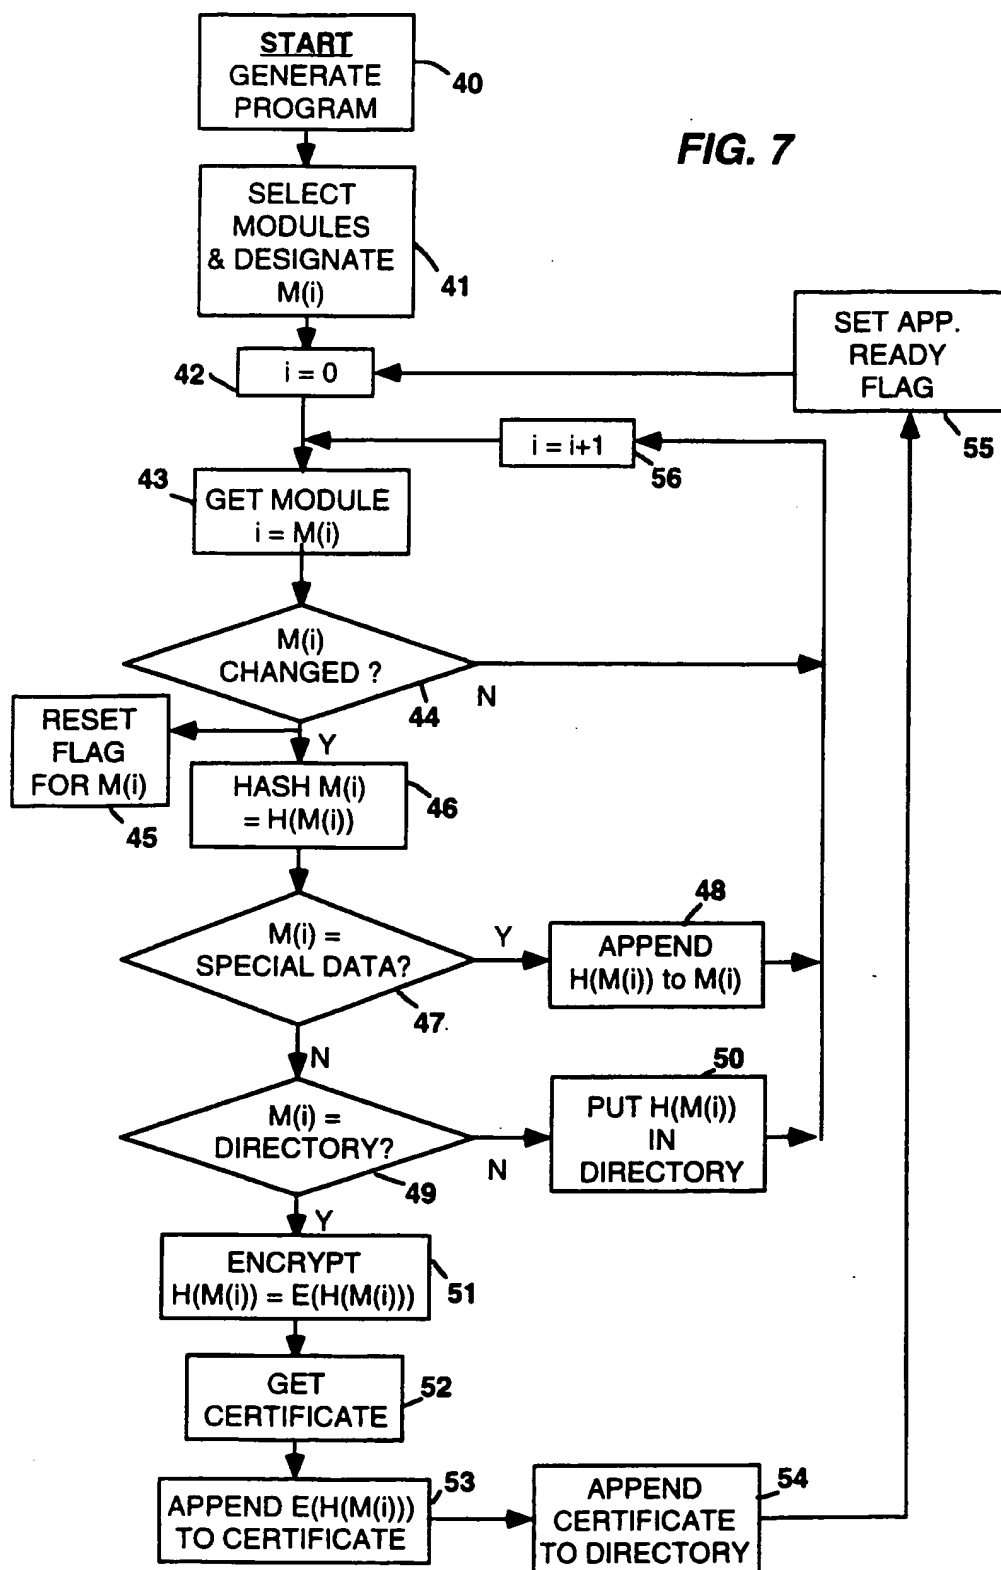 START
GENERATE
PROGRAM
40
FIG. 7
SELECT
MODULES
& DESIGNATE
M(i)
41
SET APP.
READY
FLAG
55
42
i = 0
i = i+1
56
43
GET MODULE
i = M(i)
M(i)
CHANGED ?
44
N
RESET
FLAG
FOR M(i)
45
Y
HASH M(i)
= H(M(i))
46
M(i) =
SPECIAL DATA?
47
Y
48
APPEND
H(M(i)) to M(i)
N
M(i) =
DIRECTORY?
49
N
50
PUT H(M(i))
IN
DIRECTORY
Y
ENCRYPT
H(M(i)) = E(H(M(i)))
51
GET
CERTIFICATE
52
APPEND E(H(M(i)))
TO CERTIFICATE
53
APPEND
CERTIFICATE
TO DIRECTORY
54